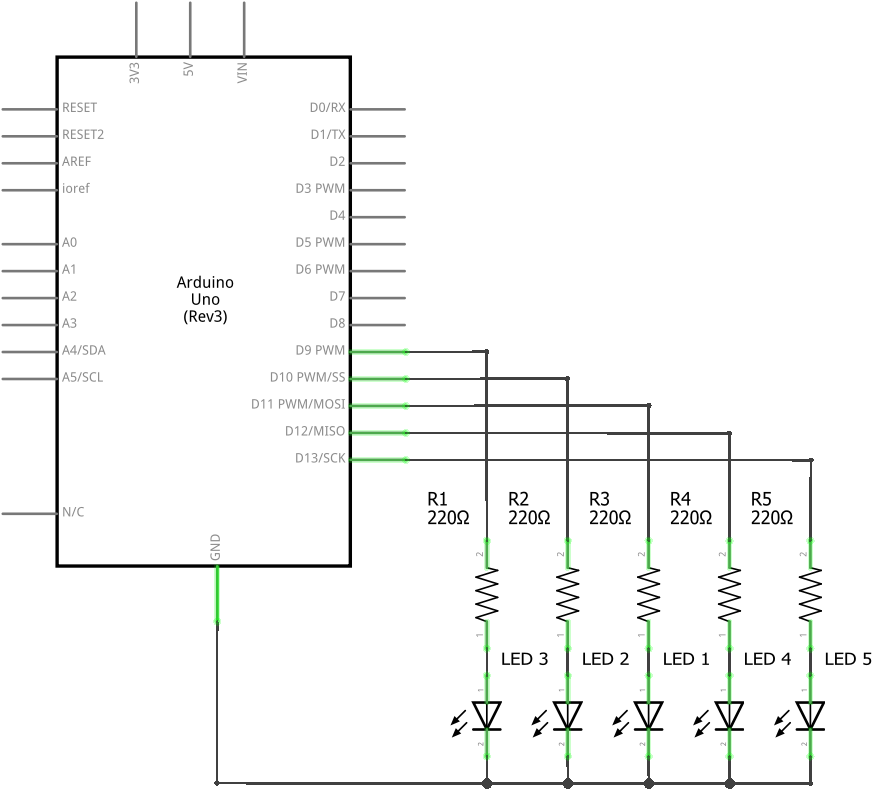 3V3
5V
VIN
RESET
RESET2
AREF
ioref
A0
A1
A2
A3
A4/SDA
A5/SCL
N/C
Arduino
Uno
(Rev3)
D0/RX
D1/TX
D2
D3 PWM
D4
D5 PWM
D6 PWM
D7
D8
D9 PWM
D10 PWM/SS
D11 PWM/MOSI
D12/MISO
D13/SCK
GND
R1 R2 R3 R4 R5
220Ω 220Ω 220Ω 220Ω 220Ω
2 2 2 2 2
1 1 1 1 1
LED 3 LED 2 LED 1 LED 4 LED 5
1 1 1 1 1
2 2 2 2 2